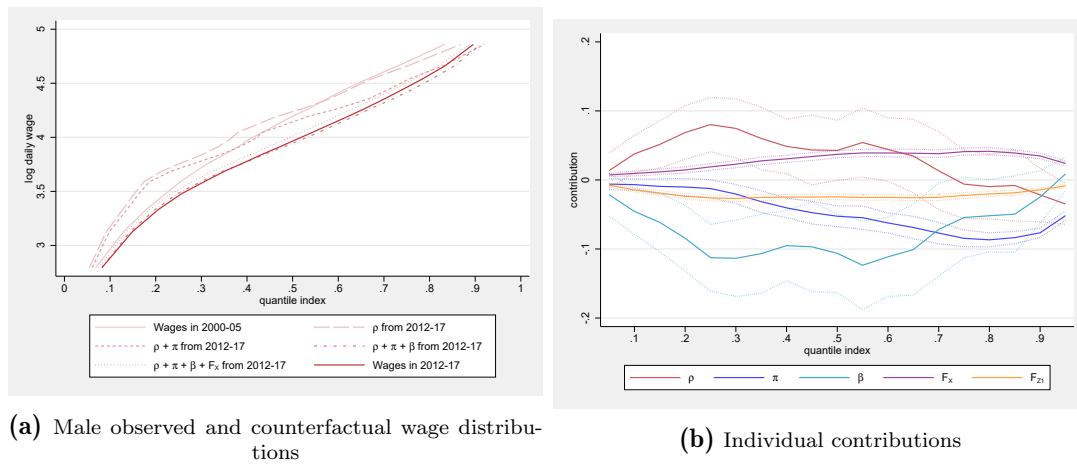 5
4.5
4
3.5
3
log daily wage
0 .1 .2 .3 .4 .5 .6 .7 .8 .9 1
quantile index
Wages in 2000-05 ρ from 2012-17
ρ + π from 2012-17 ρ + π + β from 2012-17
ρ + π + β + F_X from 2012-17 Wages in 2012-17
(a) Male observed and counterfactual wage distribu-
tions
.2
.1
0
-.1
-.2
contribution
.1 .2 .3 .4 .5 .6 .7 .8 .9 1
quantile index
ρ π β F_X F_Z1
(b) Individual contributions